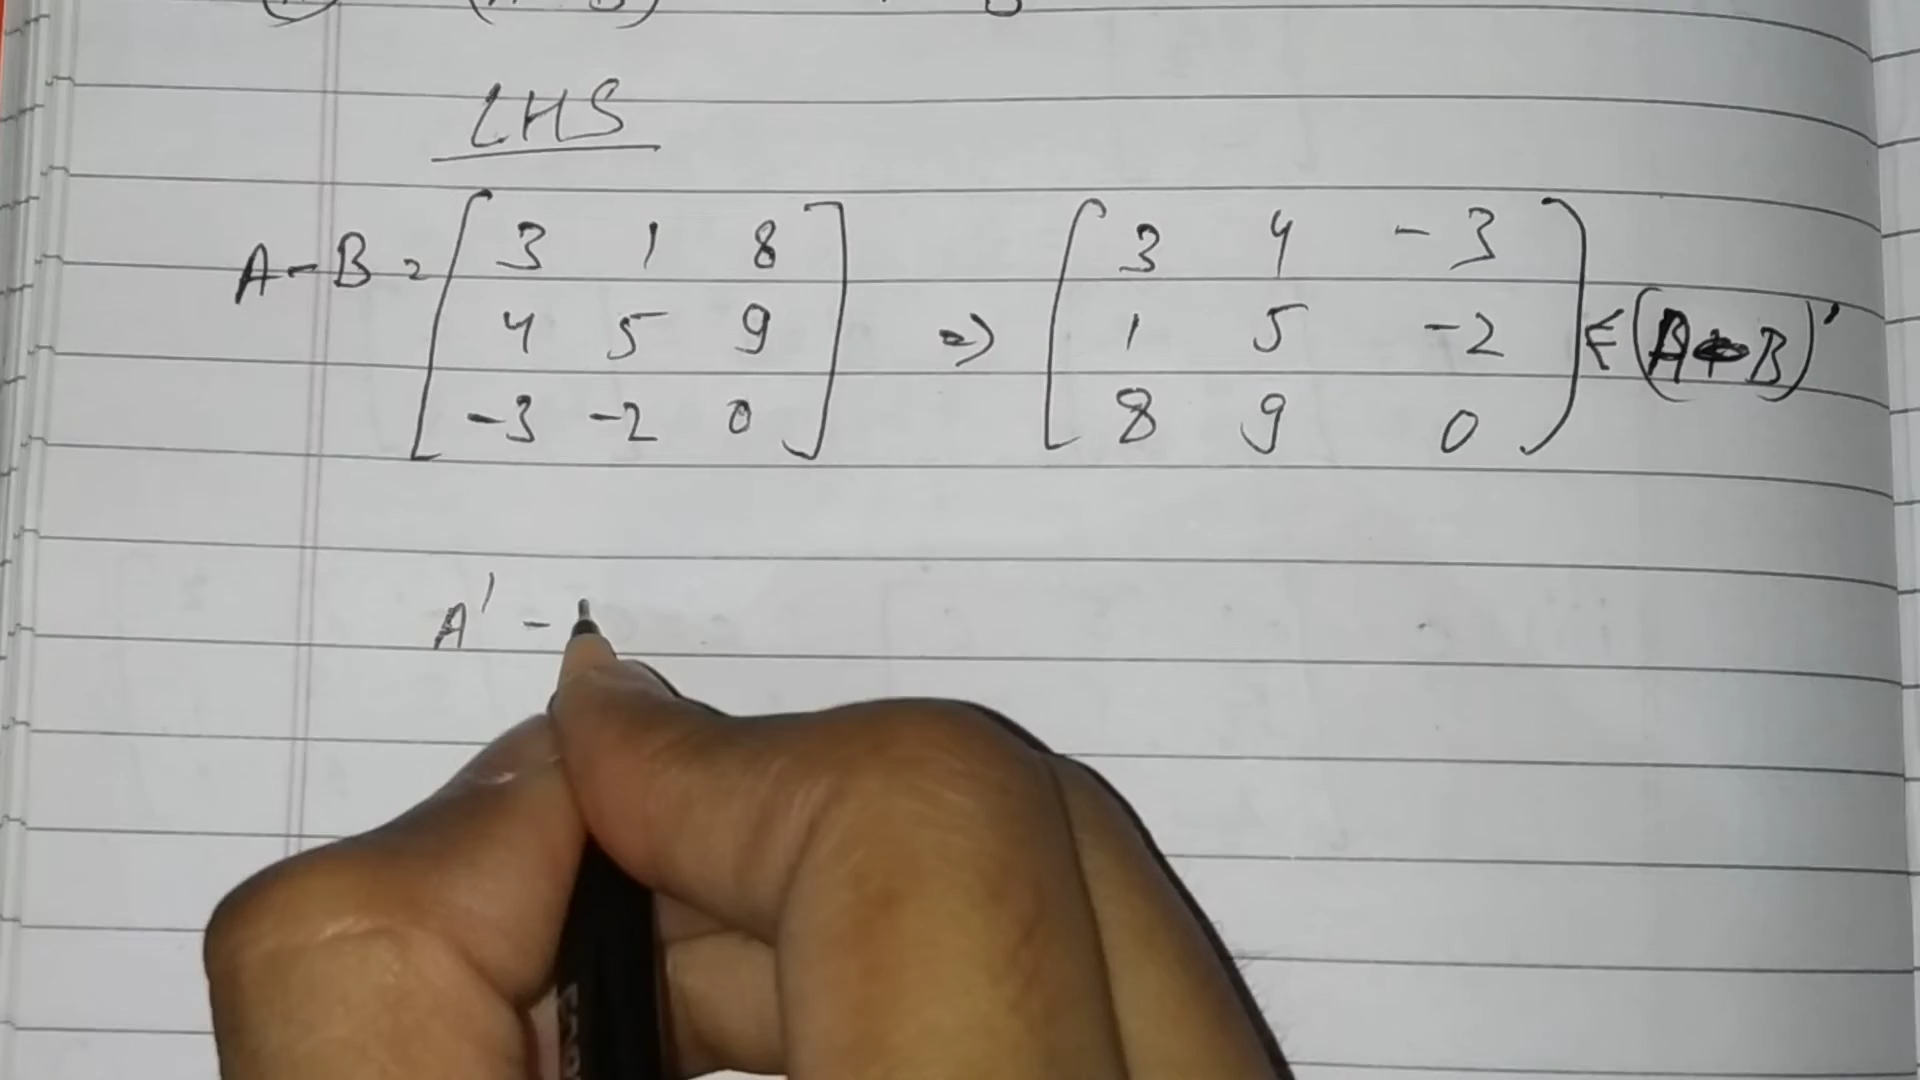 LHS
A - B = [ 3 1 8 ⇒ [ 3 4 -3
4 5 9 1 5 -2 (A - B)'
-3 -2 0 ] 8 9 0 ]
A' -